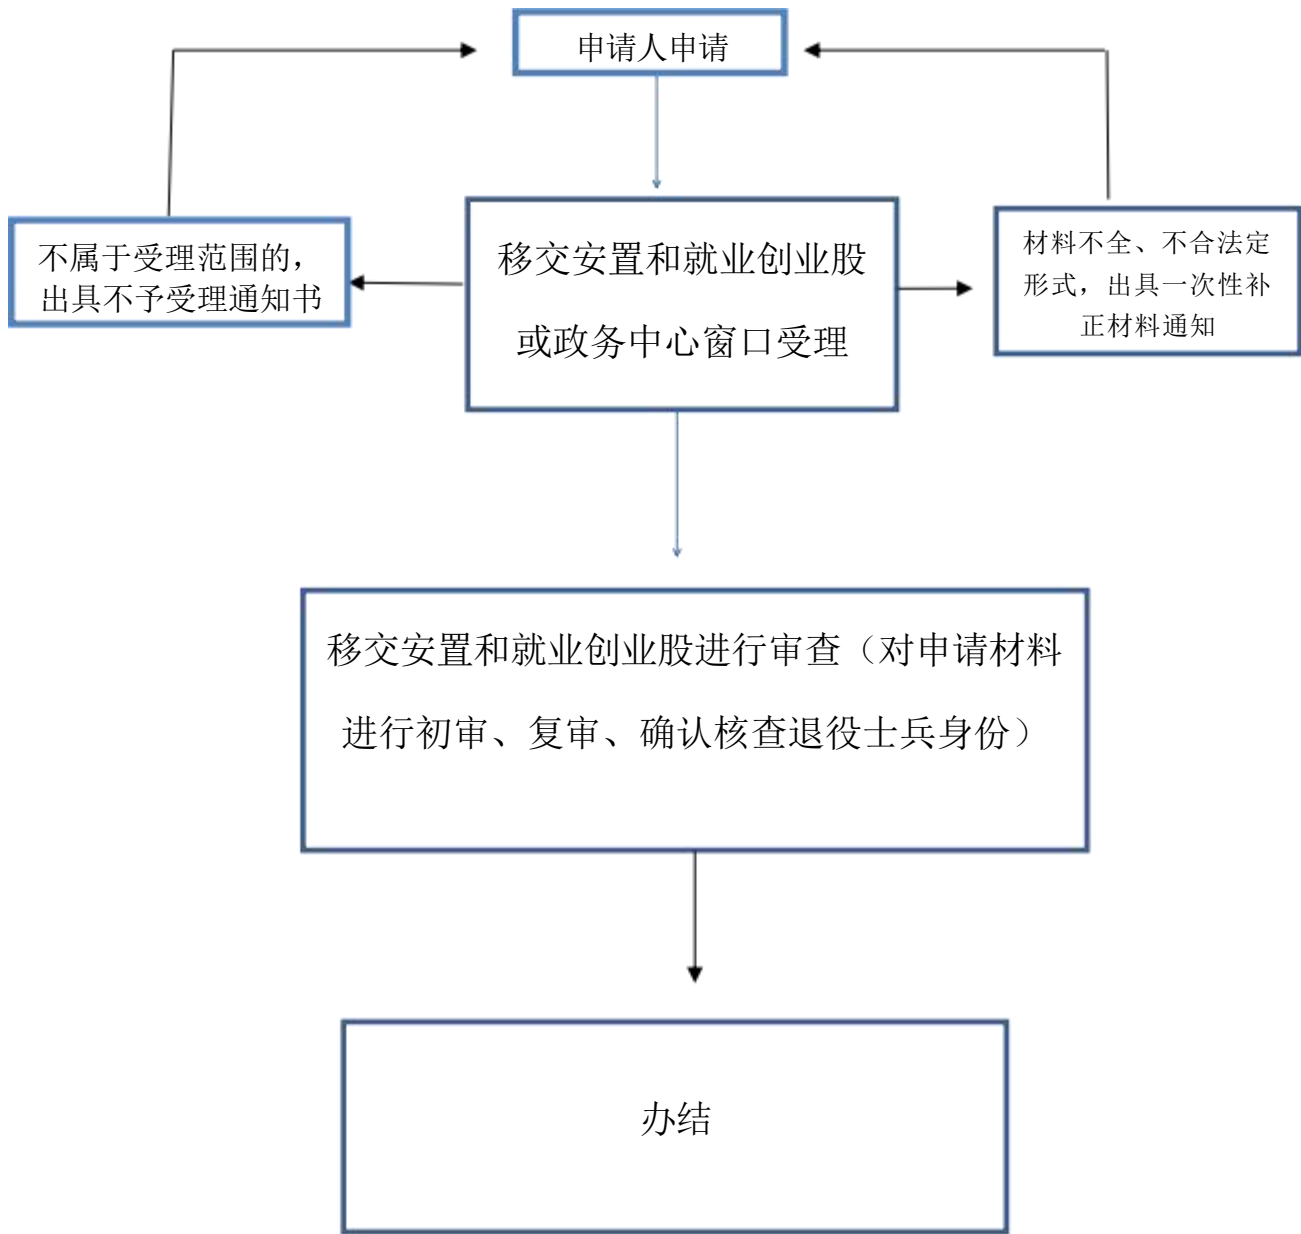 申请人申请
不属于受理范围的，
出具不予受理通知书
移交安置和就业创业股
或政务中心窗口受理
材料不全、不合法定
形式，出具一次性补
正材料通知
移交安置和就业创业股进行审查（对申请材料
进行初审、复审、确认核查退役士兵身份）
办结